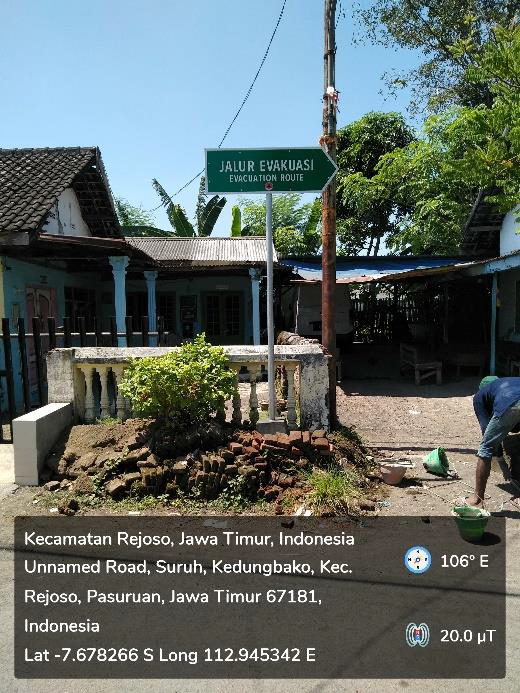 JALUR EVAKUASI
EVACUATION ROUTE
Kecamatan Rejoso, Jawa Timur, Indonesia
Unnamed Road, Suruh, Kedungbako, Kec.
Rejoso, Pasuruan, Jawa Timur 67181,
Indonesia
Lat -7.678266 S Long 112.945342 E
106° E
20.0 µT